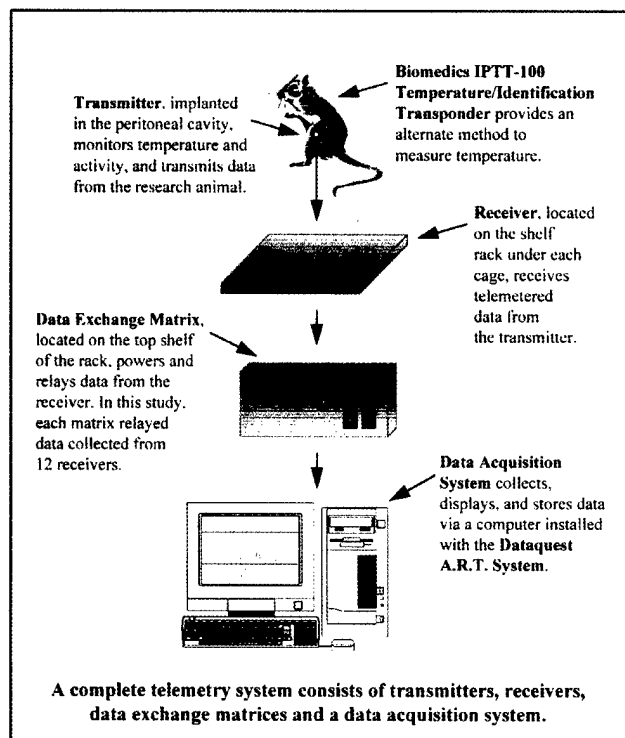 Transmitter, implanted
in the peritoneal cavity,
monitors temperature and
activity, and transmits data
from the research animal.
Biomedics IPTT-100
Temperature/Identification
Transponder provides an
alternate method to
measure temperature.
Receiver, located
on the shelf
rack under each
cage, receives
telemetered
data from
the transmitter.
Data Exchange Matrix,
located on the top shelf
of the rack, powers and
relays data from the
receiver. In this study,
each matrix relayed
data collected from
12 receivers.
Data Acquisition
System collects,
displays, and stores data
via a computer installed
with the Dataquest
A.R.T. System.
A complete telemetry system consists of transmitters, receivers,
data exchange matrices and a data acquisition system.